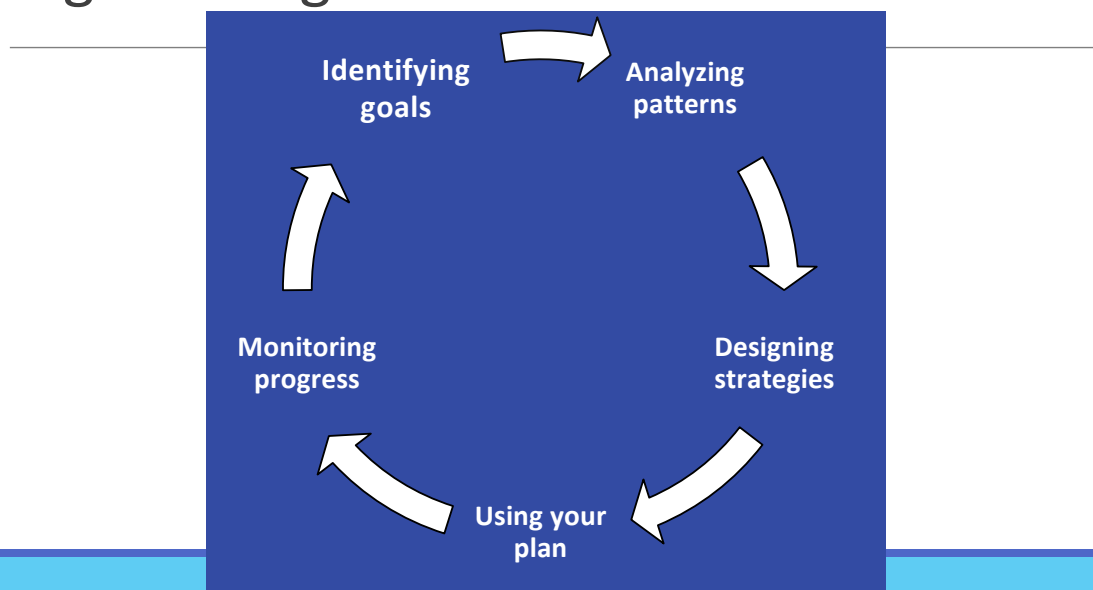 Identifying
goals
Analyzing
patterns
Designing
strategies
Using your
plan
Monitoring
progress